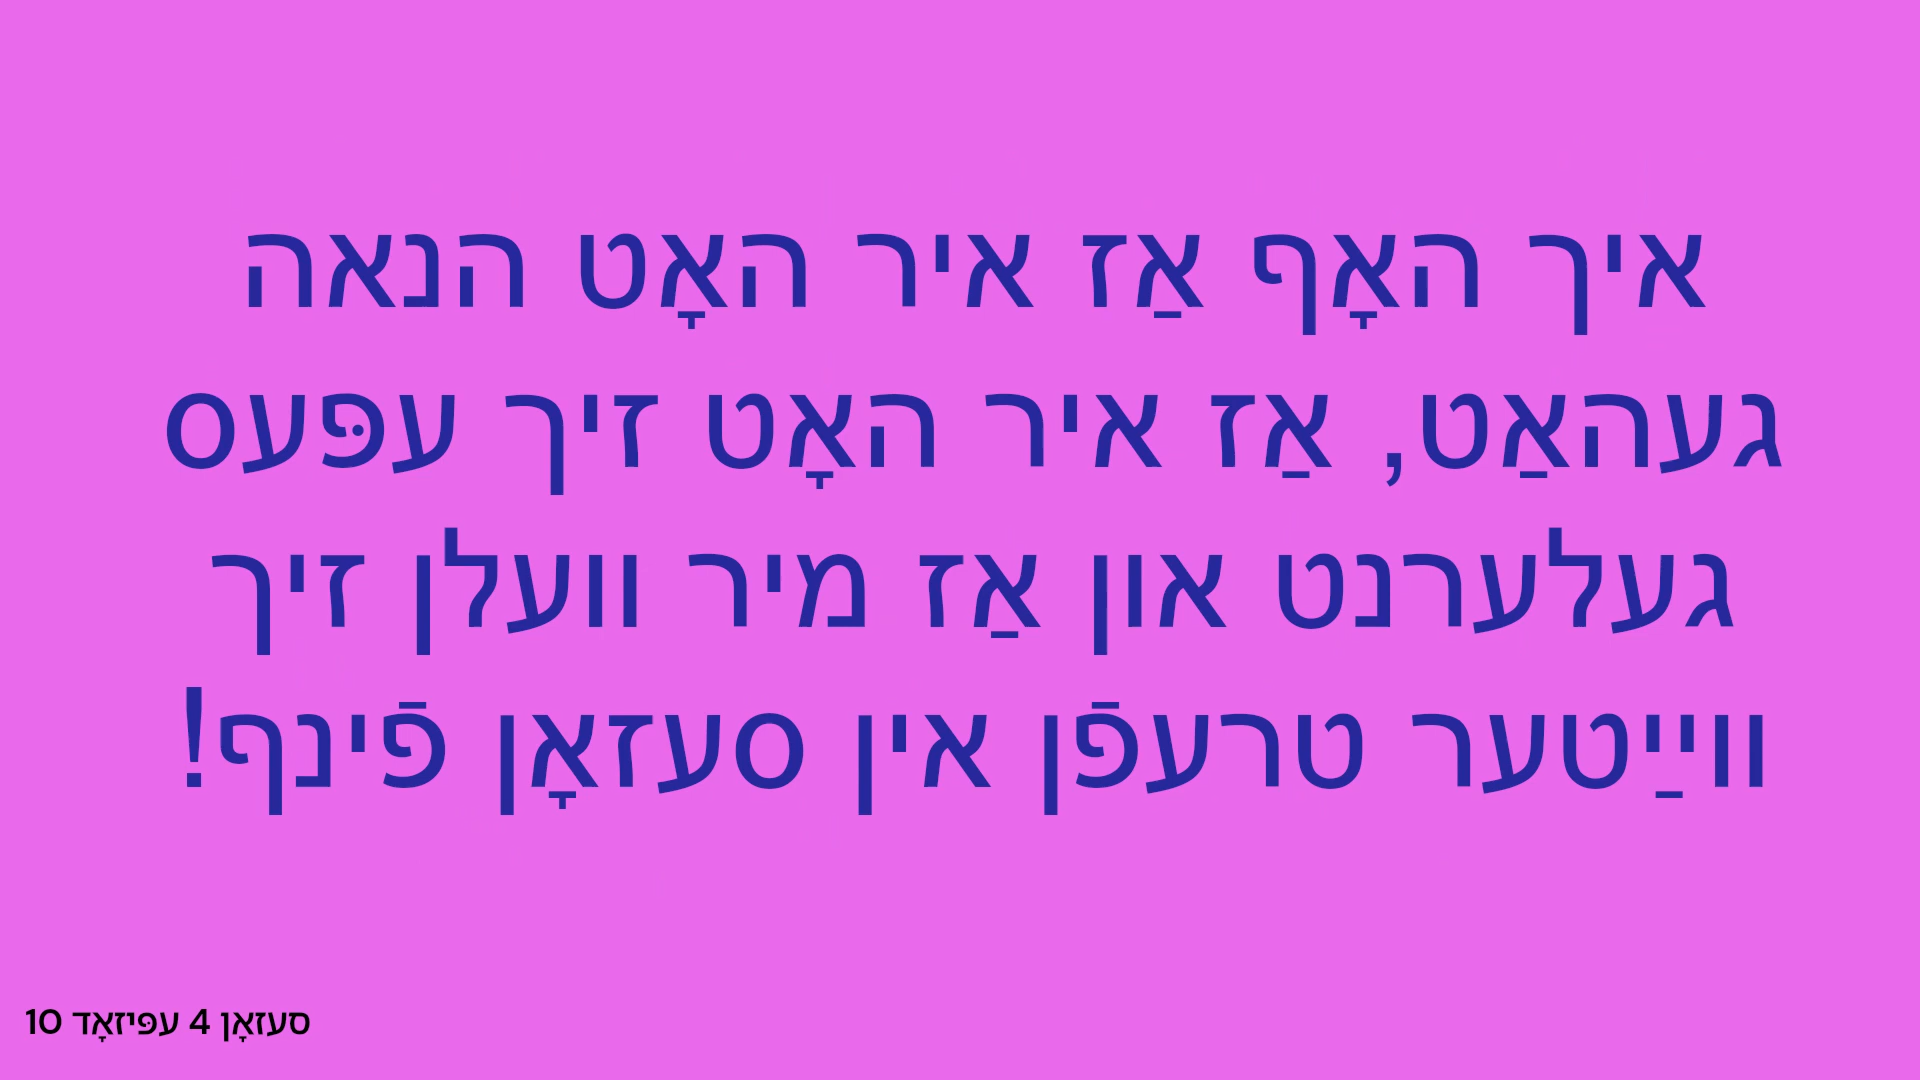 איך האָף אַז איר האָט הנאה
געהאַט, אַז איר האָט זיך עפּעס
געלערנט און אַז מיר וועלן זיך
ווײַטער טרעפֿן אין סעזאָן פֿינף!
סעזאָן 4 עפּיזאָד 10